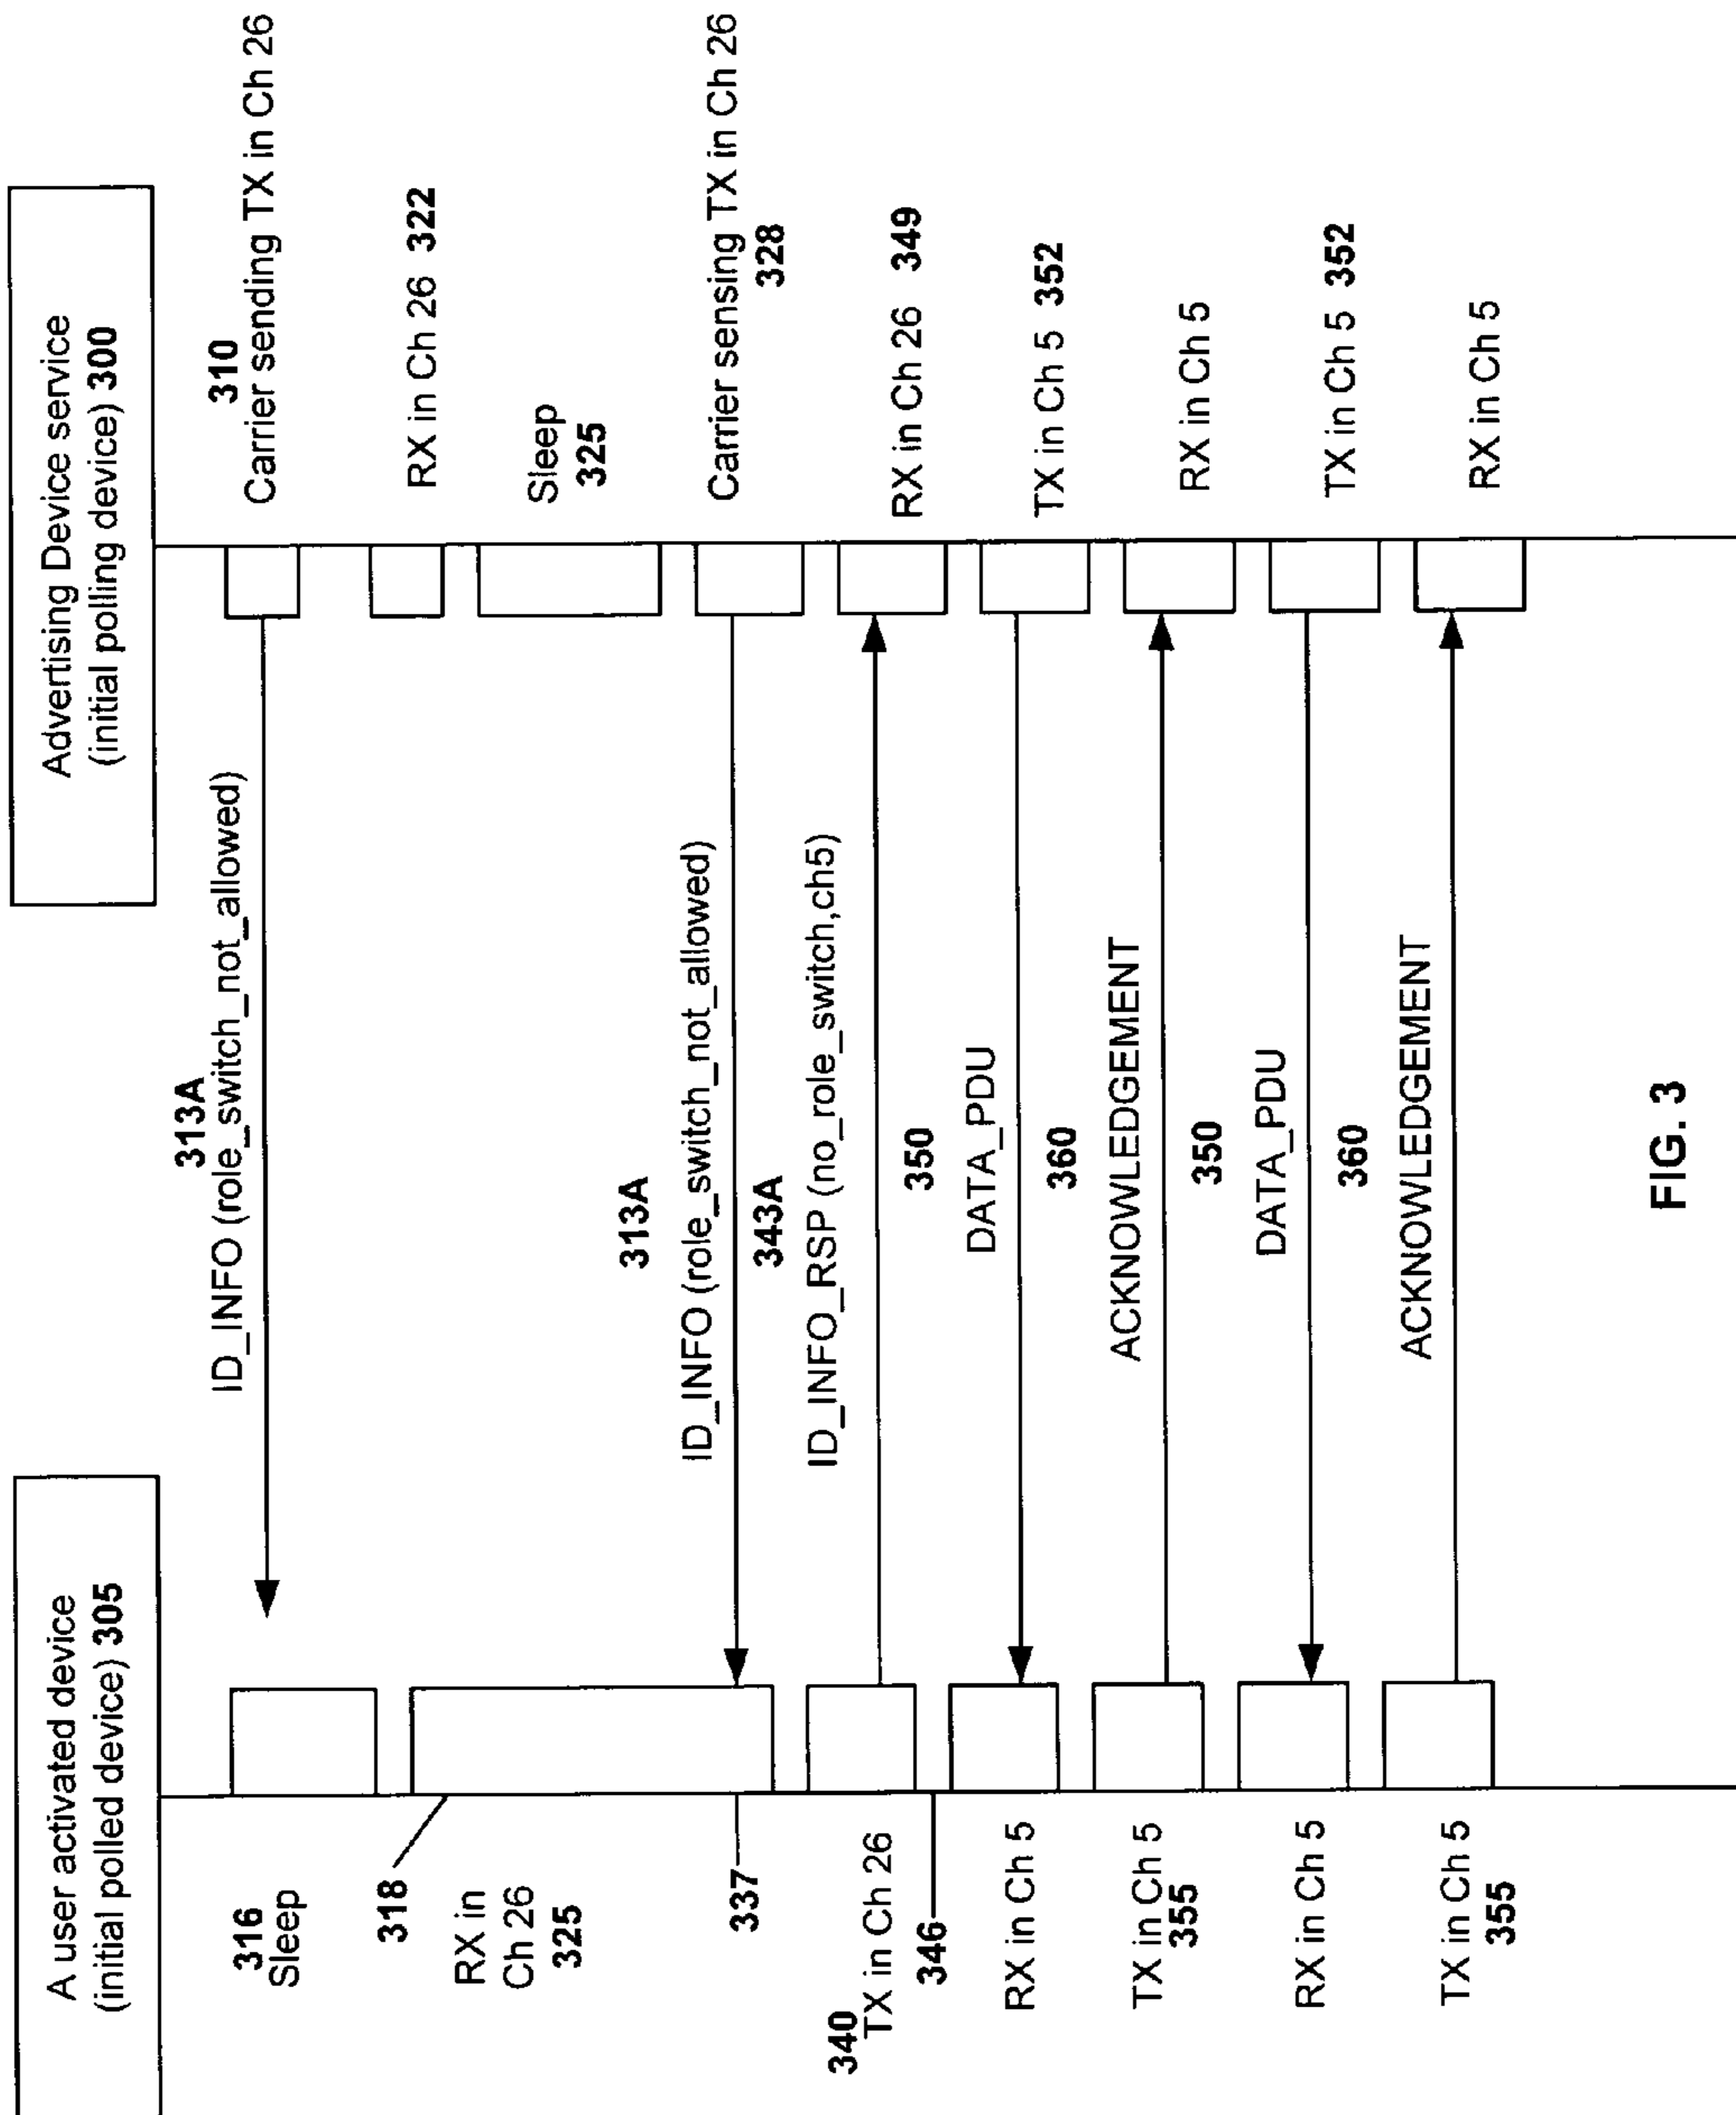 A user activated device
(initial polled device) 305
Advertising Device service
(initial polling device) 300
316
Sleep
313A
ID_INFO (role_switch_not_allowed)
310
Carrier sending TX in Ch 26
318
RX in
Ch 26
325
RX in Ch 26 322
Sleep
325
337
313A
ID_INFO (role_switch_not_allowed)
Carrier sensing TX in Ch 26
328
340
TX in Ch 26
343A
ID_INFO_RSP (no_role_switch,ch5)
RX in Ch 26 349
346
RX in Ch 5
350
DATA_PDU
TX in Ch 5 352
TX in Ch 5
355
360
ACKNOWLEDGEMENT
RX in Ch 5
RX in Ch 5
350
DATA_PDU
TX in Ch 5 352
TX in Ch 5
355
360
ACKNOWLEDGEMENT
RX in Ch 5
FIG. 3